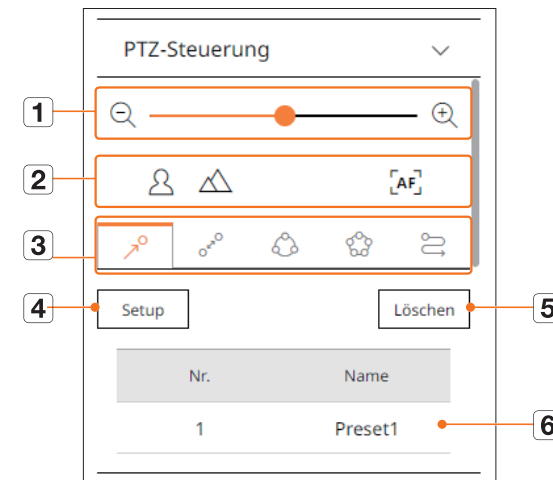 PTZ-Steuerung
1
2
AF
3
4 Setup Löschen 5
Nr. Name
1 Preset1 6